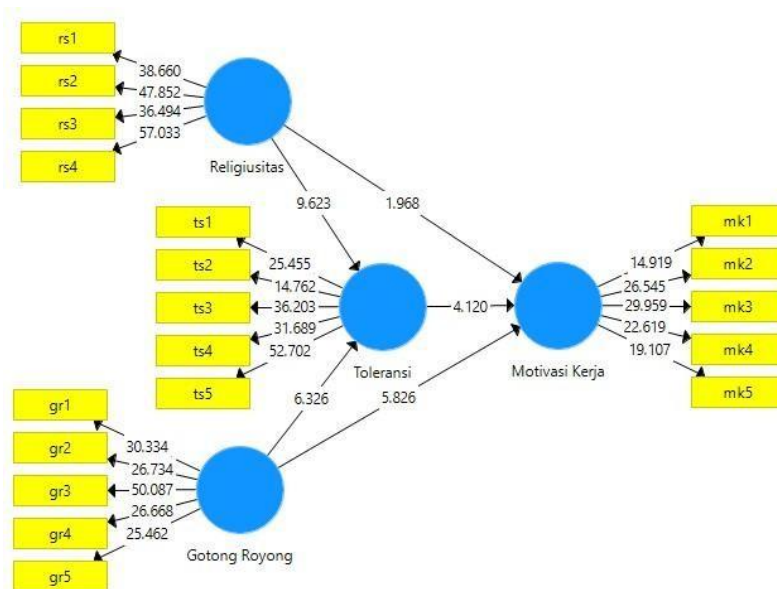 rs1
rs2
rs3
rs4
38.660
47.852
36.494
57.033
Religiusitas
9.623
1.968
ts1
ts2
ts3
ts4
ts5
25.455
14.762
36.203
31.689
52.702
Toleransi
4.120
Motivasi Kerja
14.919
26.545
29.959
22.619
19.107
mk1
mk2
mk3
mk4
mk5
6.326
5.826
gr1
gr2
gr3
gr4
gr5
30.334
26.734
50.087
26.668
25.462
Gotong Royong